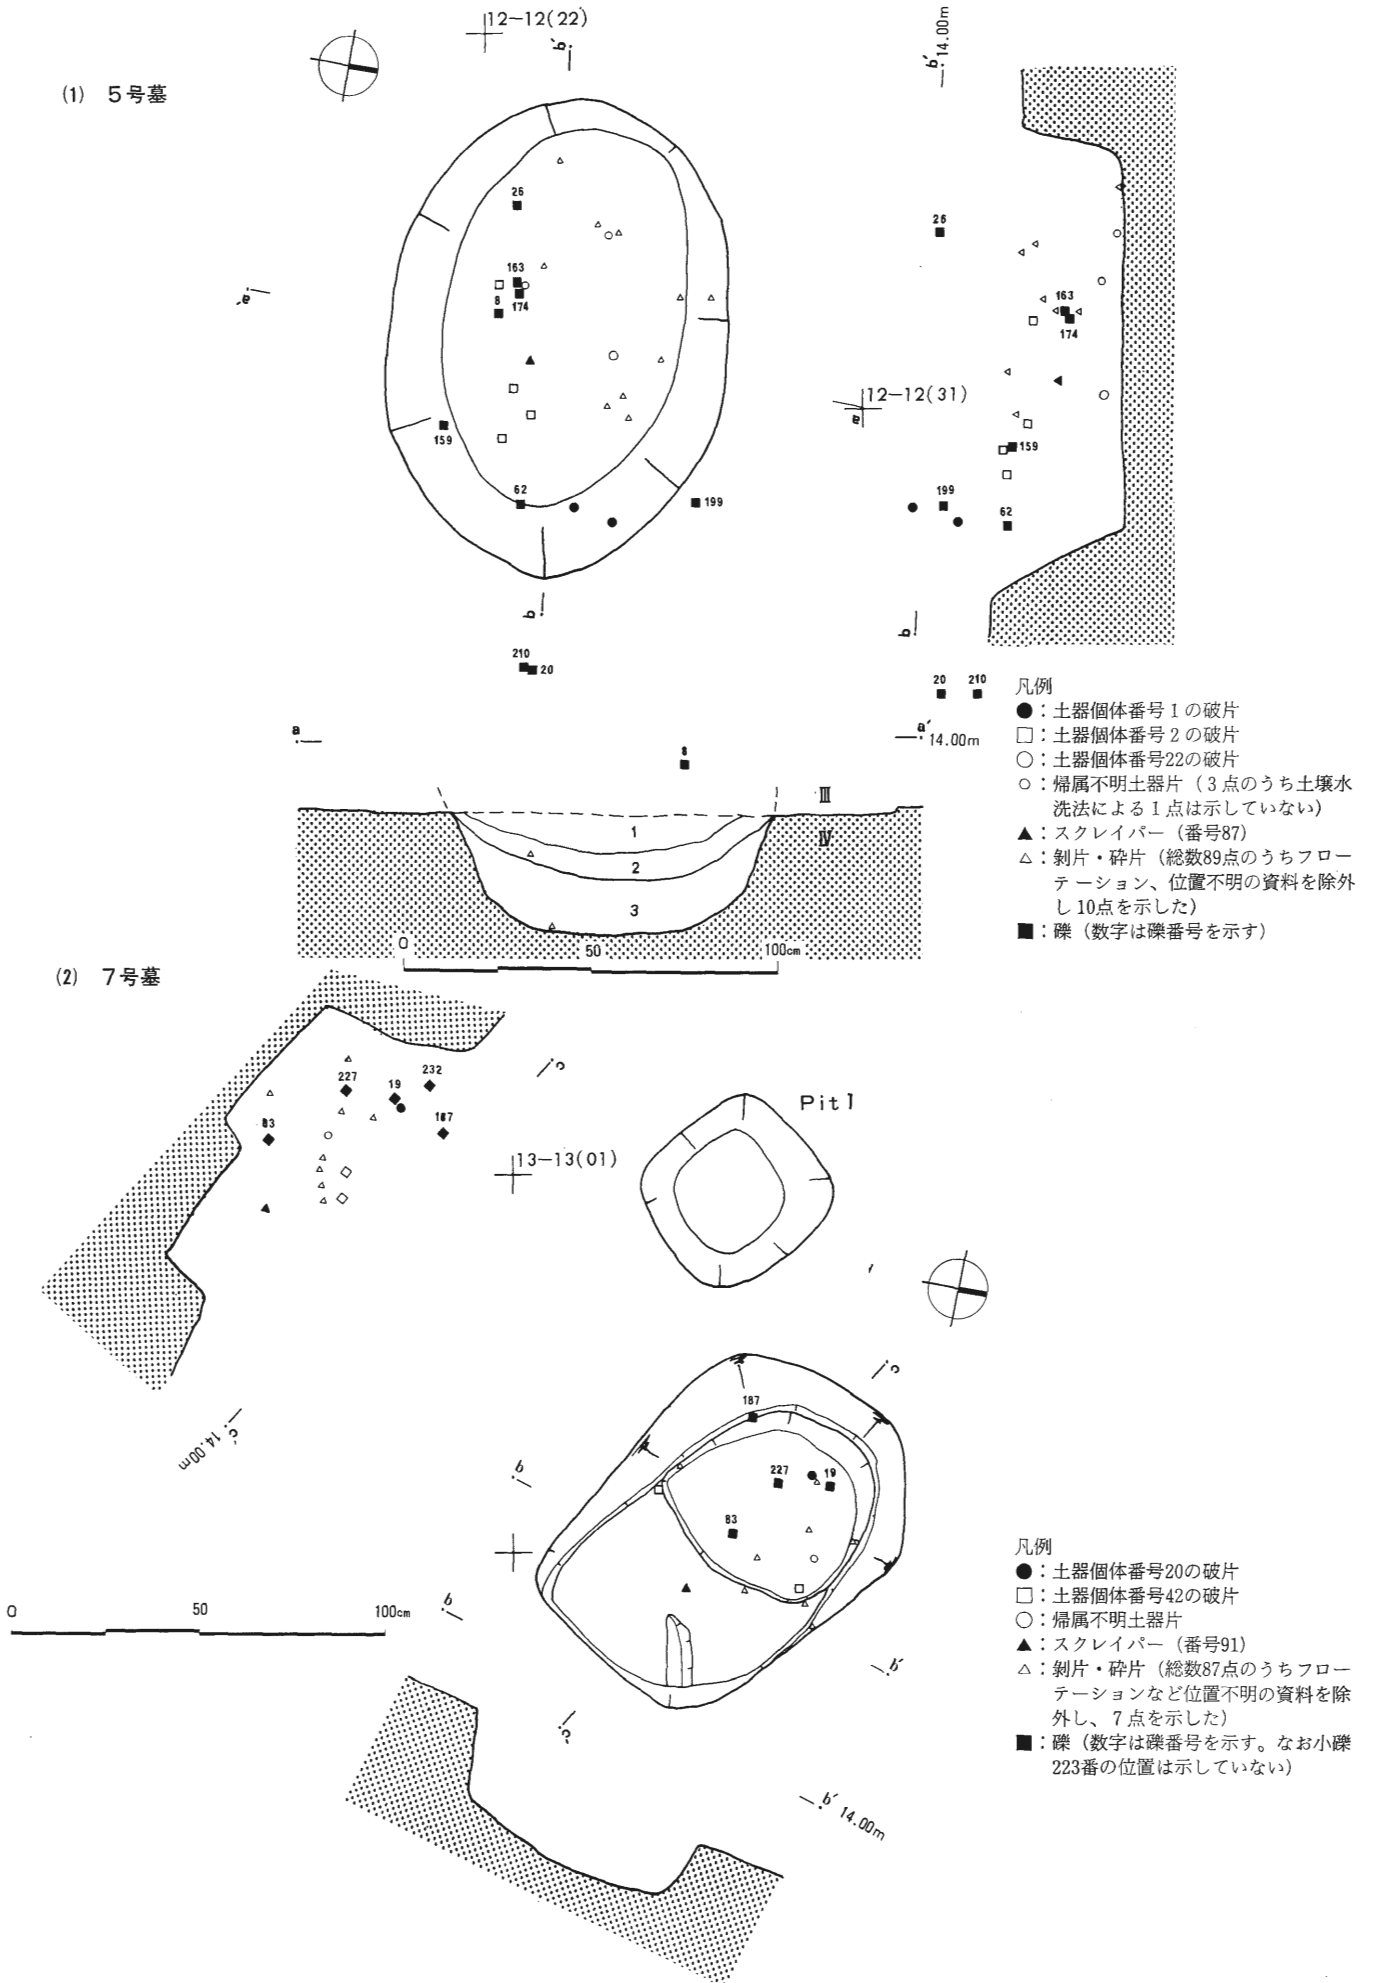 (1) 5号墓
12-12(22)
b′
b′
14.00m
26
163
8
174
159
62
199
a′
b
210
20
26
163
174
12-12(31)
a
159
199
62
b
20
210
a
a′
14.00m
8
Ⅲ
Ⅳ
1
2
3
0
50
100cm
凡例
●：土器個体番号1の破片
□：土器個体番号2の破片
○：土器個体番号22の破片
○：帰属不明土器片（3点のうち土壌水
洗法による1点は示していない）
▲：スクレイパー（番号87）
△：剝片・砕片（総数89点のうちフロー
テーション、位置不明の資料を除外
し10点を示した）
■：礫（数字は礫番号を示す）
(2) 7号墓
227
19
232
83
187
c
13-13(01)
Pit1
c′
14.00m
c
187
227
19
83
b
b
b′
c′
b′
14.00m
0
50
100cm
凡例
●：土器個体番号20の破片
□：土器個体番号42の破片
○：帰属不明土器片
▲：スクレイパー（番号91）
△：剝片・砕片（総数87点のうちフロー
テーションなど位置不明の資料を除
外し、7点を示した）
■：礫（数字は礫番号を示す。なお小礫
223番の位置は示していない）